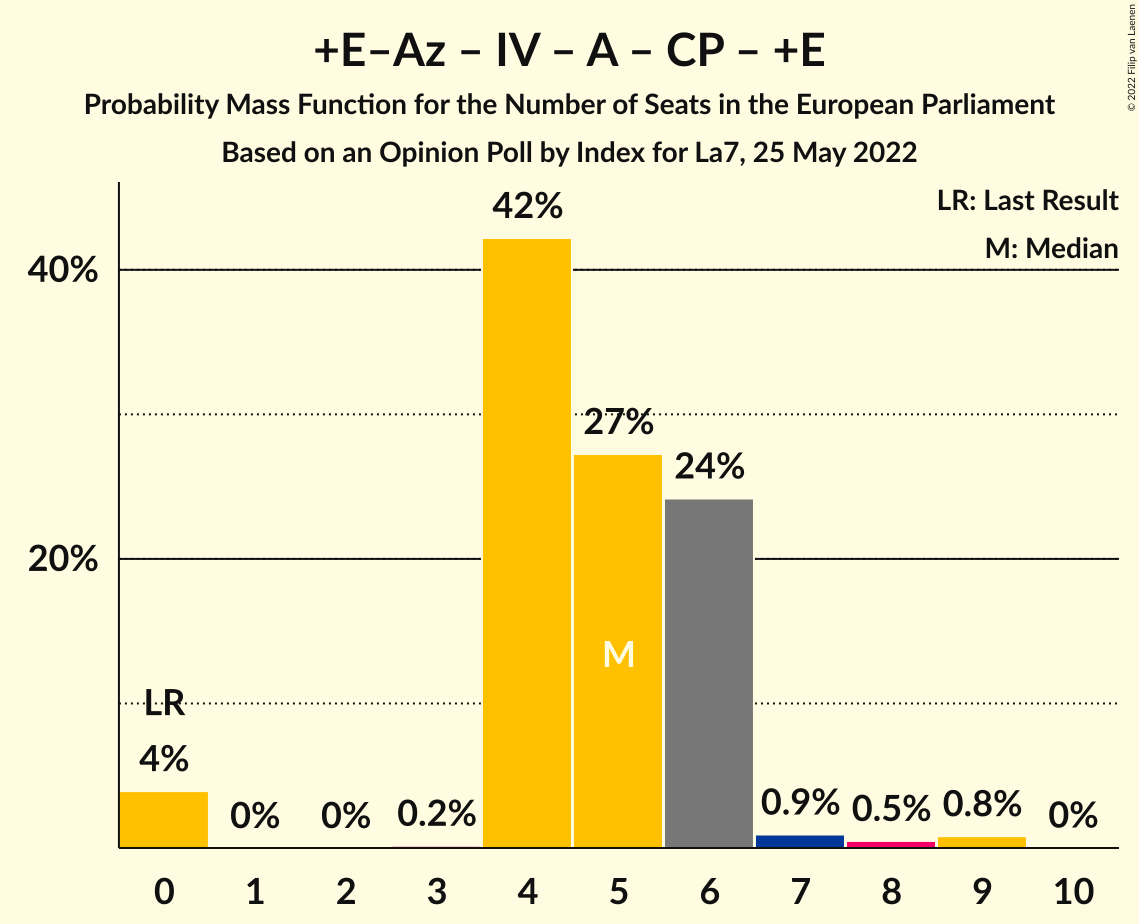 +E–Az – IV – A – CP – +E
Probability Mass Function for the Number of Seats in the European Parliament
Based on an Opinion Poll by Index for La7, 25 May 2022
© 2022 Filip van Laenen
LR: Last Result
M: Median
40%
20%
LR
4%
0%
0%
0.2%
42%
27%
M
24%
0.9%
0.5%
0.8%
0%
0 1 2 3 4 5 6 7 8 9 10